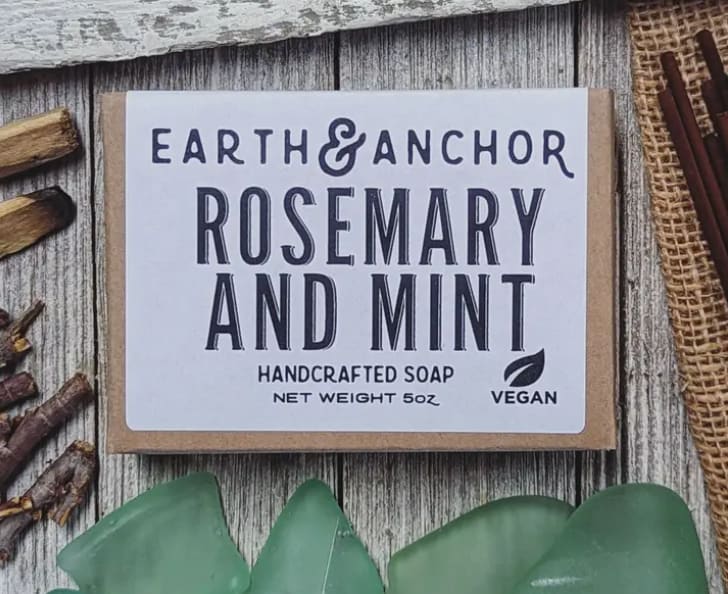 EARTH & ANCHOR
ROSEMARY
AND MINT
HANDCRAFTED SOAP
NET WEIGHT 5oz
VEGAN